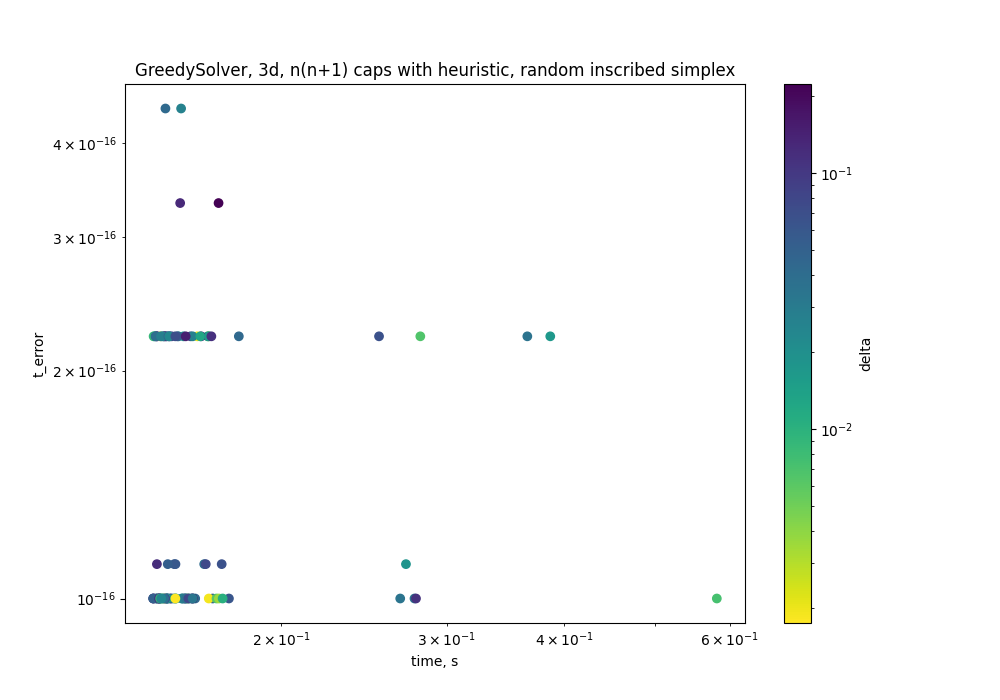 GreedySolver, 3d, n(n+1) caps with heuristic, random inscribed simplex
4 × 10⁻¹⁶
3 × 10⁻¹⁶
2 × 10⁻¹⁶
10⁻¹⁶
t_error
2 × 10⁻¹
3 × 10⁻¹
4 × 10⁻¹
6 × 10⁻¹
time, s
10⁻¹
10⁻²
delta